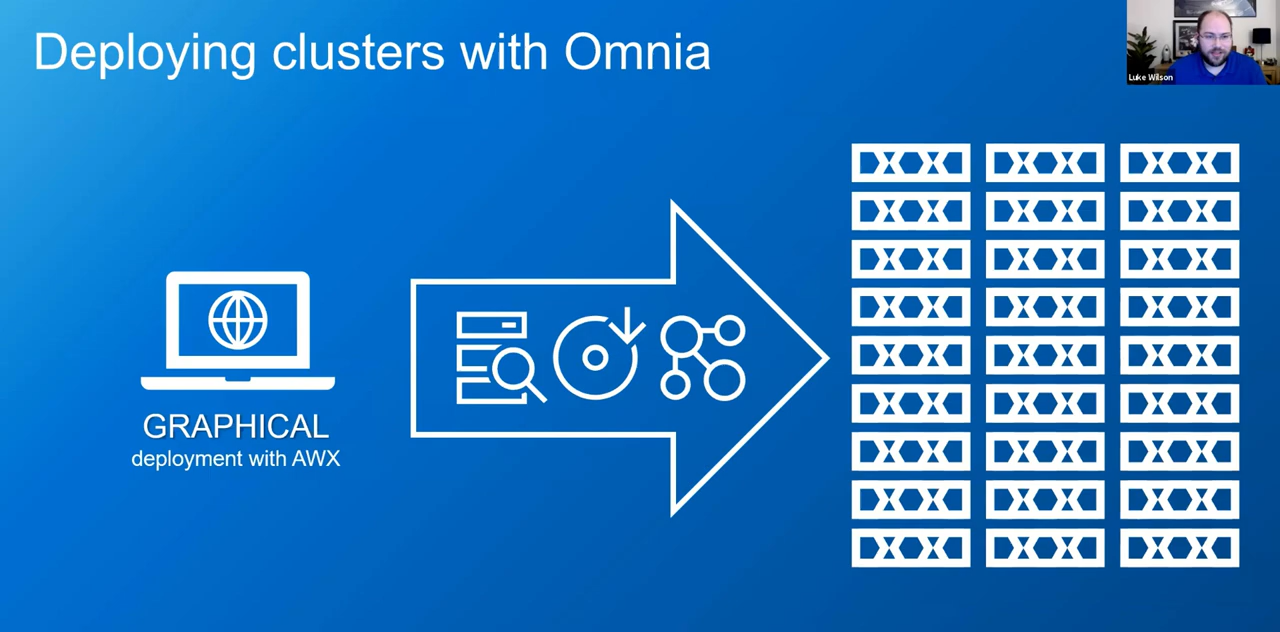 Deploying clusters with Omnia
Luke Wilson
GRAPHICAL
deployment with AWX